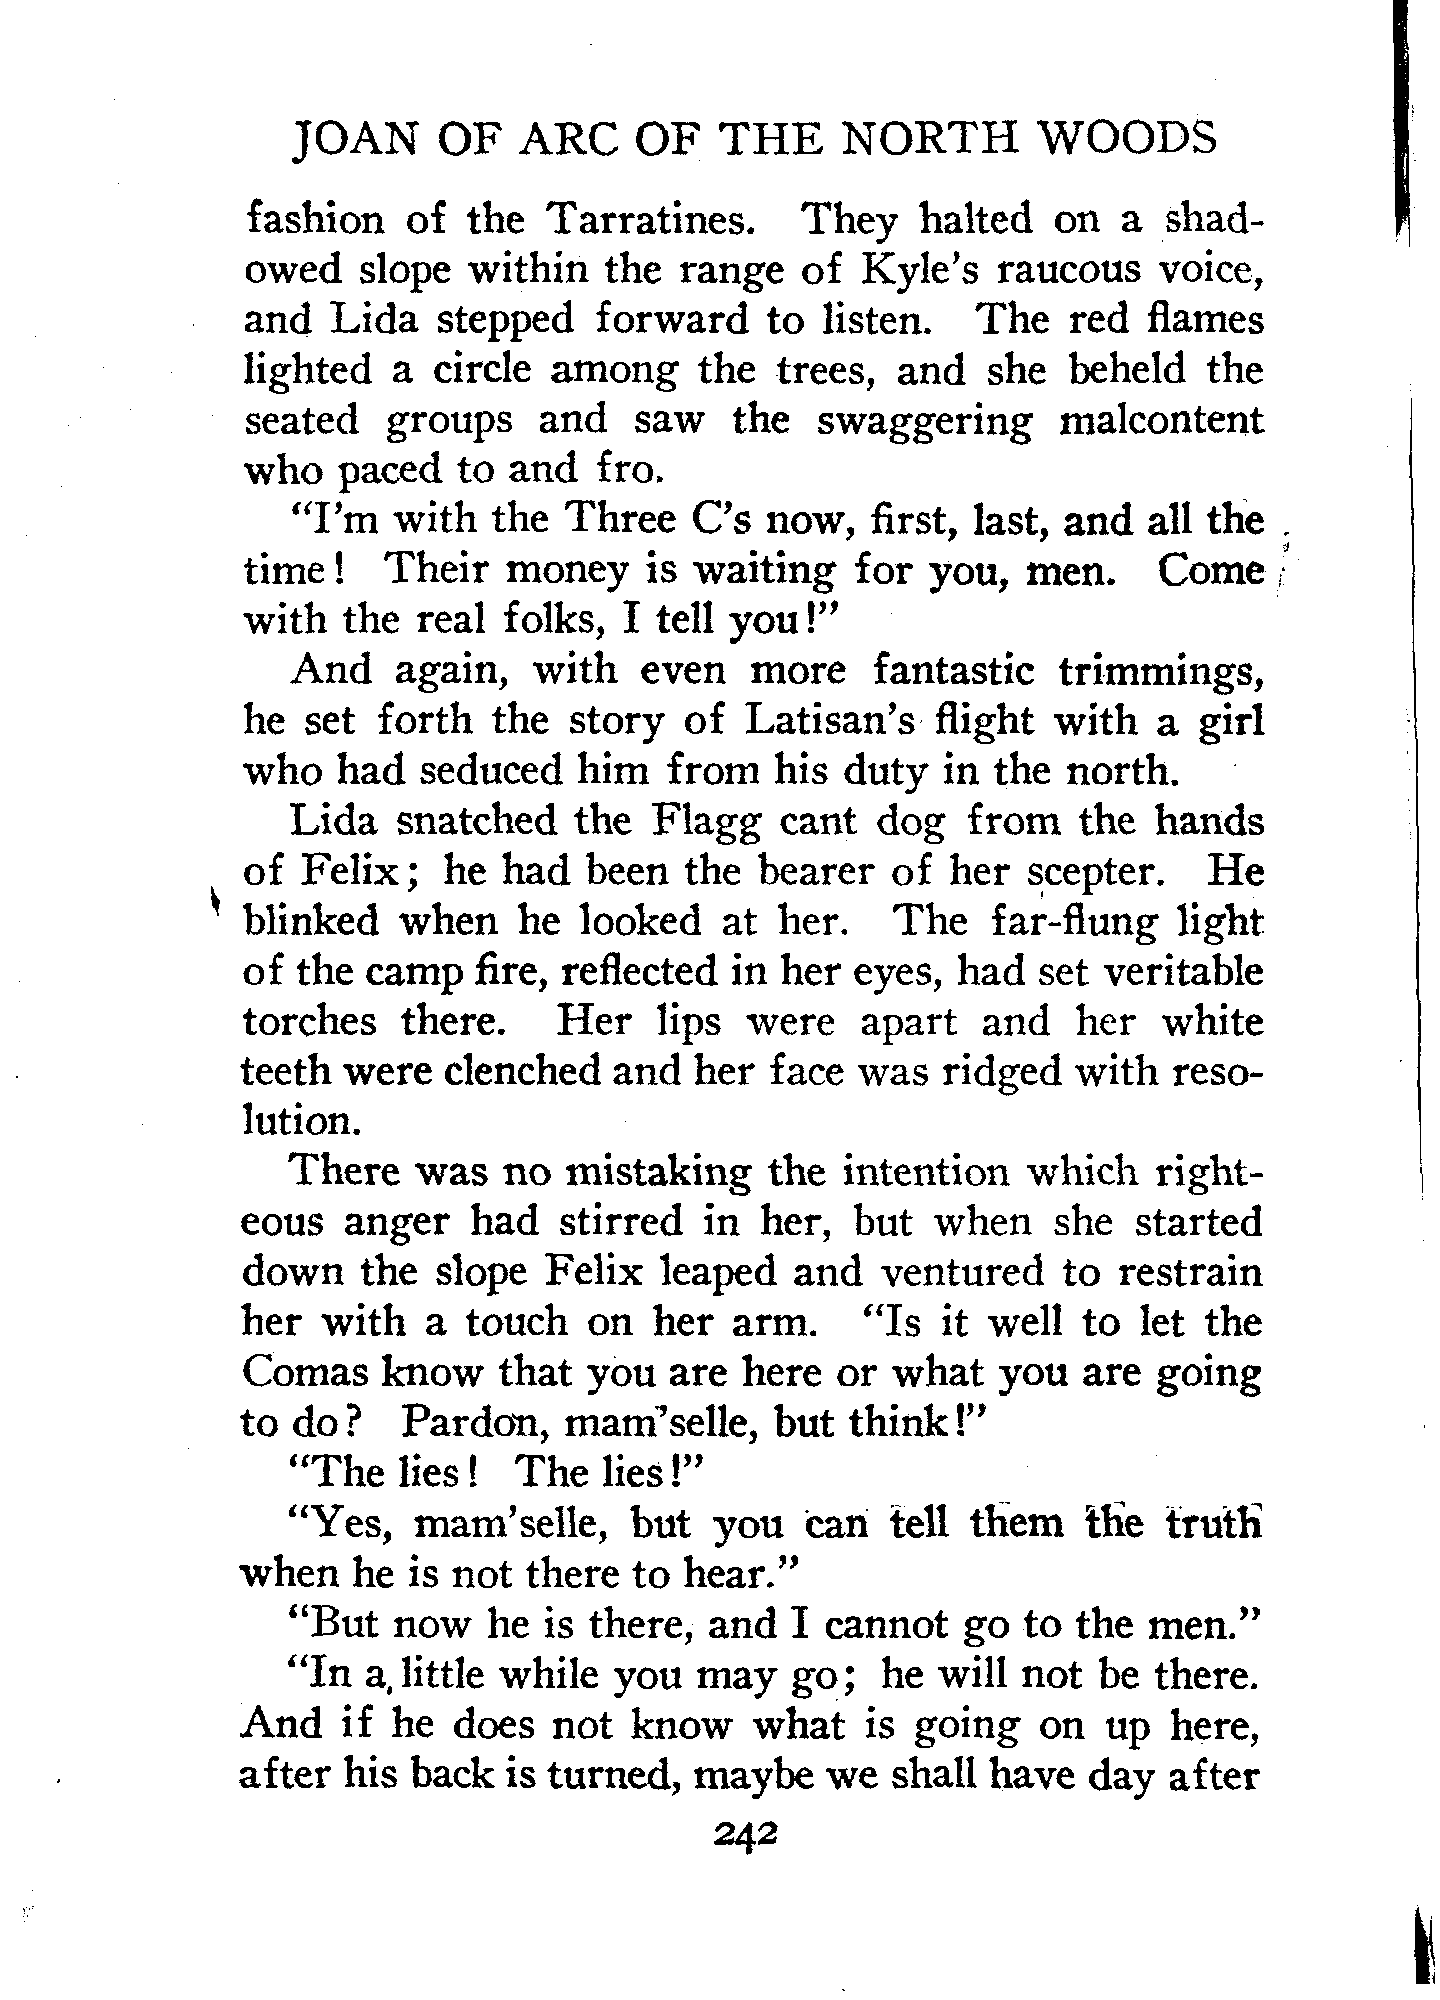 JOAN OF ARC OF THE NORTH WOODS
fashion of the Tarratines. They halted on a shad-
owed slope within the range of Kyle's raucous voice,
and Lida stepped forward to listen. The red flames
lighted a circle among the trees, and she beheld the
seated groups and saw the swaggering malcontent
who paced to and fro.
"I'm with the Three C's now, first, last, and all the
time! Their money is waiting for you, men. Come
with the real folks, I tell you!"
And again, with even more fantastic trimmings,
he set forth the story of Latisan's flight with a girl
who had seduced him from his duty in the north.
Lida snatched the Flagg cant dog from the hands
of Felix; he had been the bearer of her scepter. He
blinked when he looked at her. The far-flung light
of the camp fire, reflected in her eyes, had set veritable
torches there. Her lips were apart and her white
teeth were clenched and her face was ridged with reso-
lution.
There was no mistaking the intention which right-
eous anger had stirred in her, but when she started
down the slope Felix leaped and ventured to restrain
her with a touch on her arm. "Is it well to let the
Comas know that you are here or what you are going
to do? Pardon, mam'selle, but think!"
"The lies! The lies!"
"Yes, mam'selle, but you can tell them the truth
when he is not there to hear."
"But now he is there, and I cannot go to the men."
"In a little while you may go; he will not be there.
And if he does not know what is going on up here,
after his back is turned, maybe we shall have day after
242